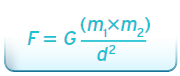 F = G (m₁×m₂) / d²